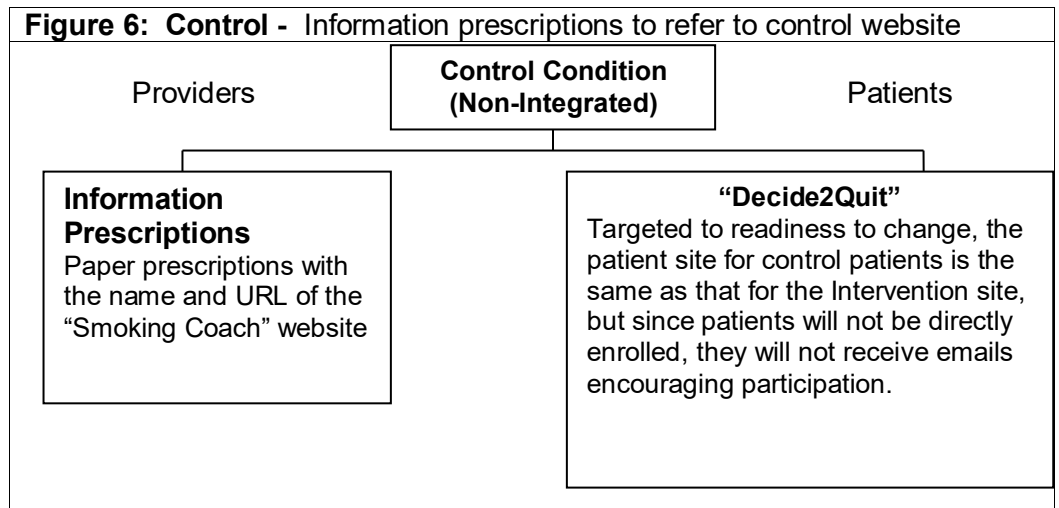 Figure 6: Control - Information prescriptions to refer to control website
Providers
Control Condition
(Non-Integrated)
Patients
Information
Prescriptions
Paper prescriptions with
the name and URL of the
“Smoking Coach” website
“Decide2Quit”
Targeted to readiness to change, the
patient site for control patients is the
same as that for the Intervention site,
but since patients will not be directly
enrolled, they will not receive emails
encouraging participation.